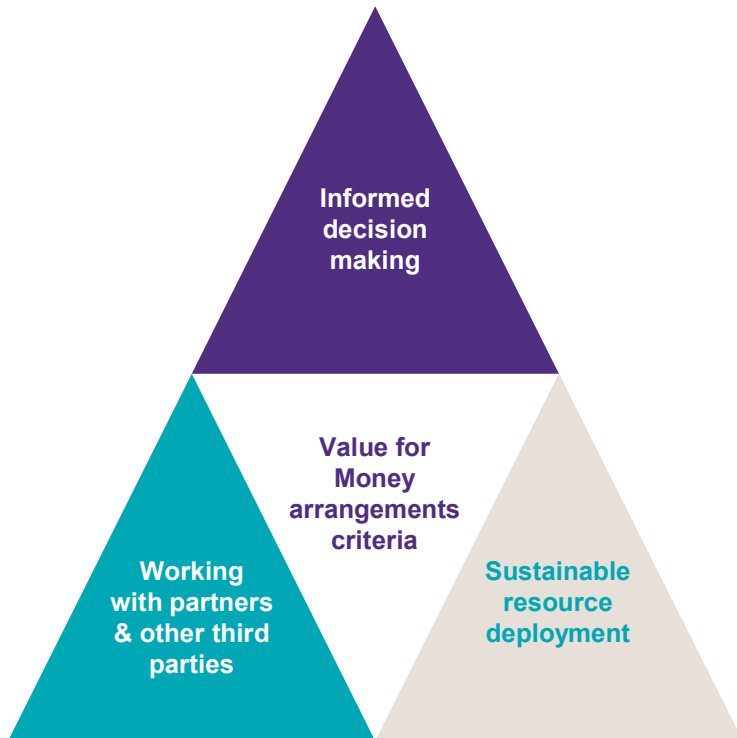 Informed
decision
making
Value for
Money
arrangements
criteria
Working
with partners
& other third
parties
Sustainable
resource
deployment